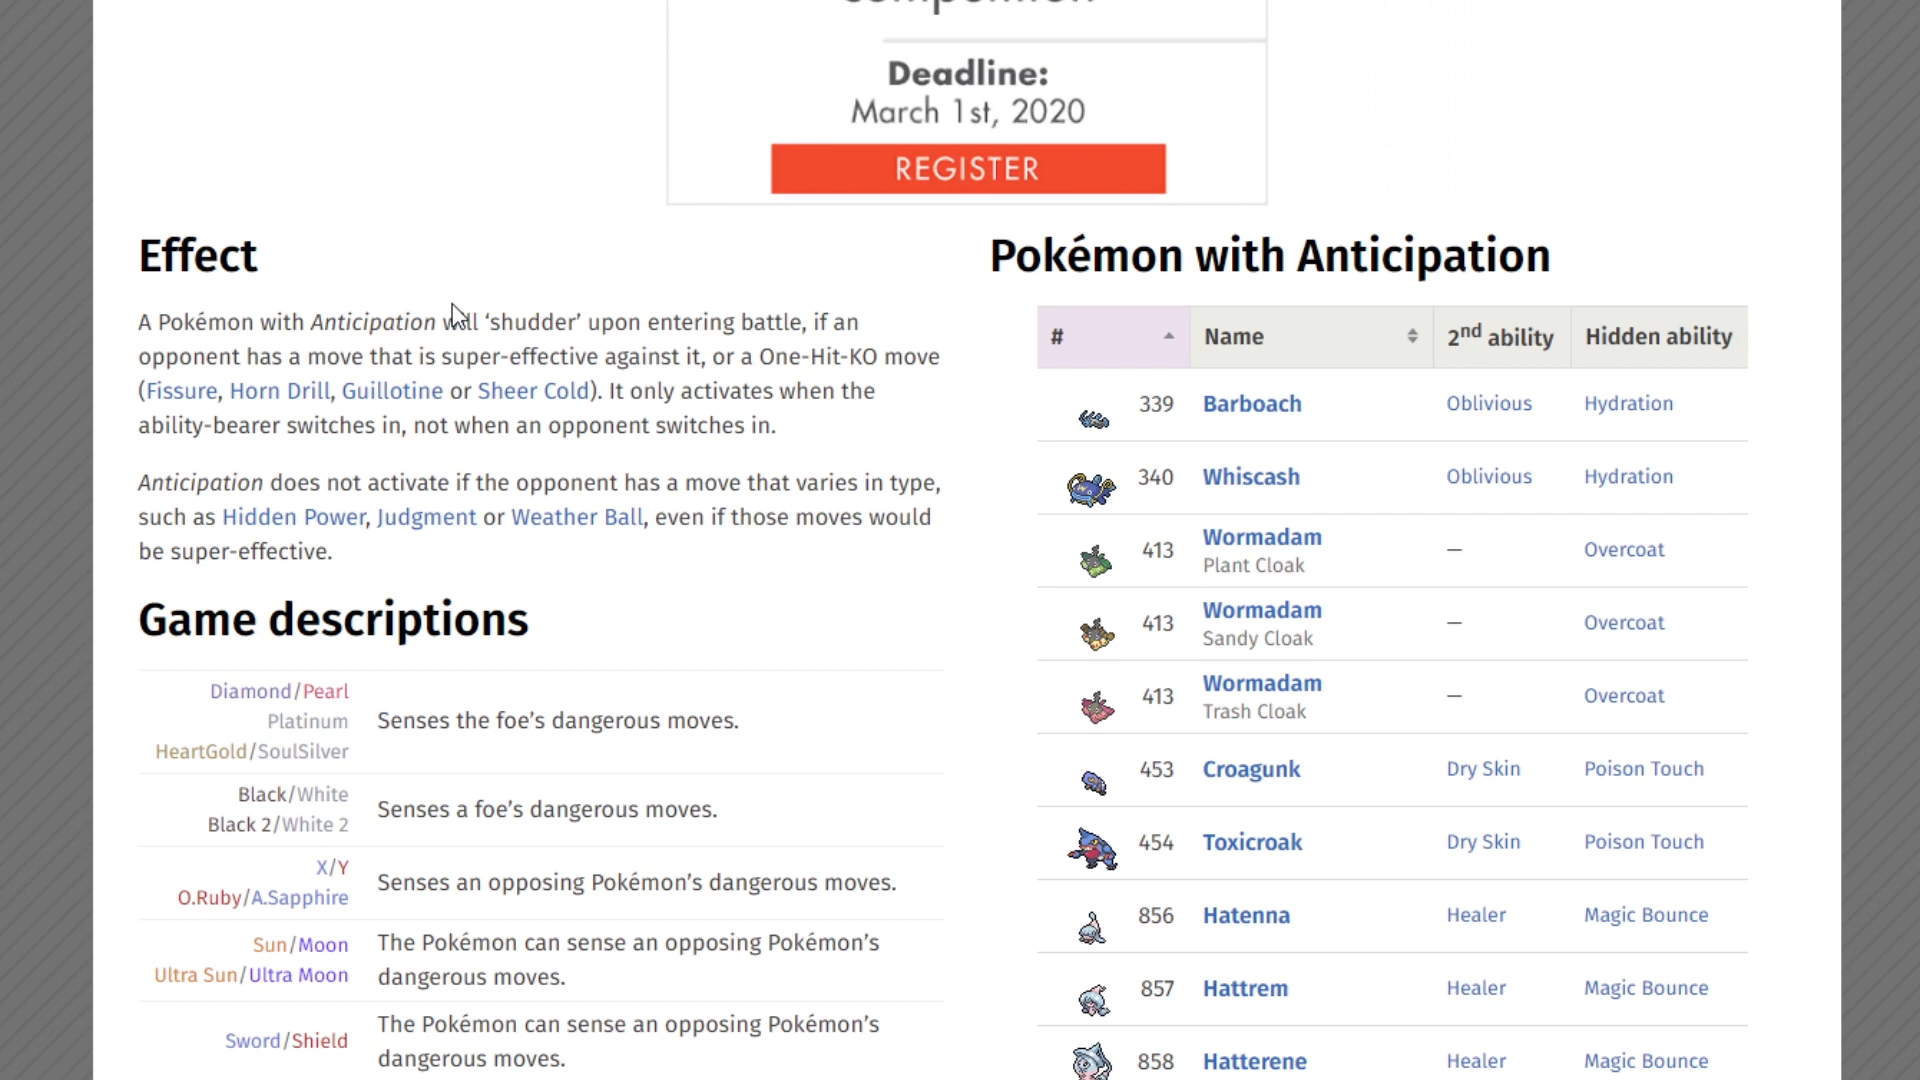 Deadline:
March 1st, 2020
REGISTER
Effect
A Pokémon with Anticipation will ‘shudder’ upon entering battle, if an
opponent has a move that is super-effective against it, or a One-Hit-KO move
(Fissure, Horn Drill, Guillotine or Sheer Cold). It only activates when the
ability-bearer switches in, not when an opponent switches in.
Anticipation does not activate if the opponent has a move that varies in type,
such as Hidden Power, Judgment or Weather Ball, even if those moves would
be super-effective.
Game descriptions
Diamond/Pearl
Platinum
HeartGold/SoulSilver
Senses the foe’s dangerous moves.
Black/White
Black 2/White 2
Senses a foe’s dangerous moves.
X/Y
O.Ruby/A.Sapphire
Senses an opposing Pokémon’s dangerous moves.
Sun/Moon
Ultra Sun/Ultra Moon
The Pokémon can sense an opposing Pokémon’s
dangerous moves.
Sword/Shield
The Pokémon can sense an opposing Pokémon’s
dangerous moves.
Pokémon with Anticipation
# Name 2nd ability Hidden ability
339 Barboach Oblivious Hydration
340 Whiscash Oblivious Hydration
413 Wormadam — Overcoat
Plant Cloak
413 Wormadam — Overcoat
Sandy Cloak
413 Wormadam — Overcoat
Trash Cloak
453 Croagunk Dry Skin Poison Touch
454 Toxicroak Dry Skin Poison Touch
856 Hatenna Healer Magic Bounce
857 Hattrem Healer Magic Bounce
858 Hatterene Healer Magic Bounce